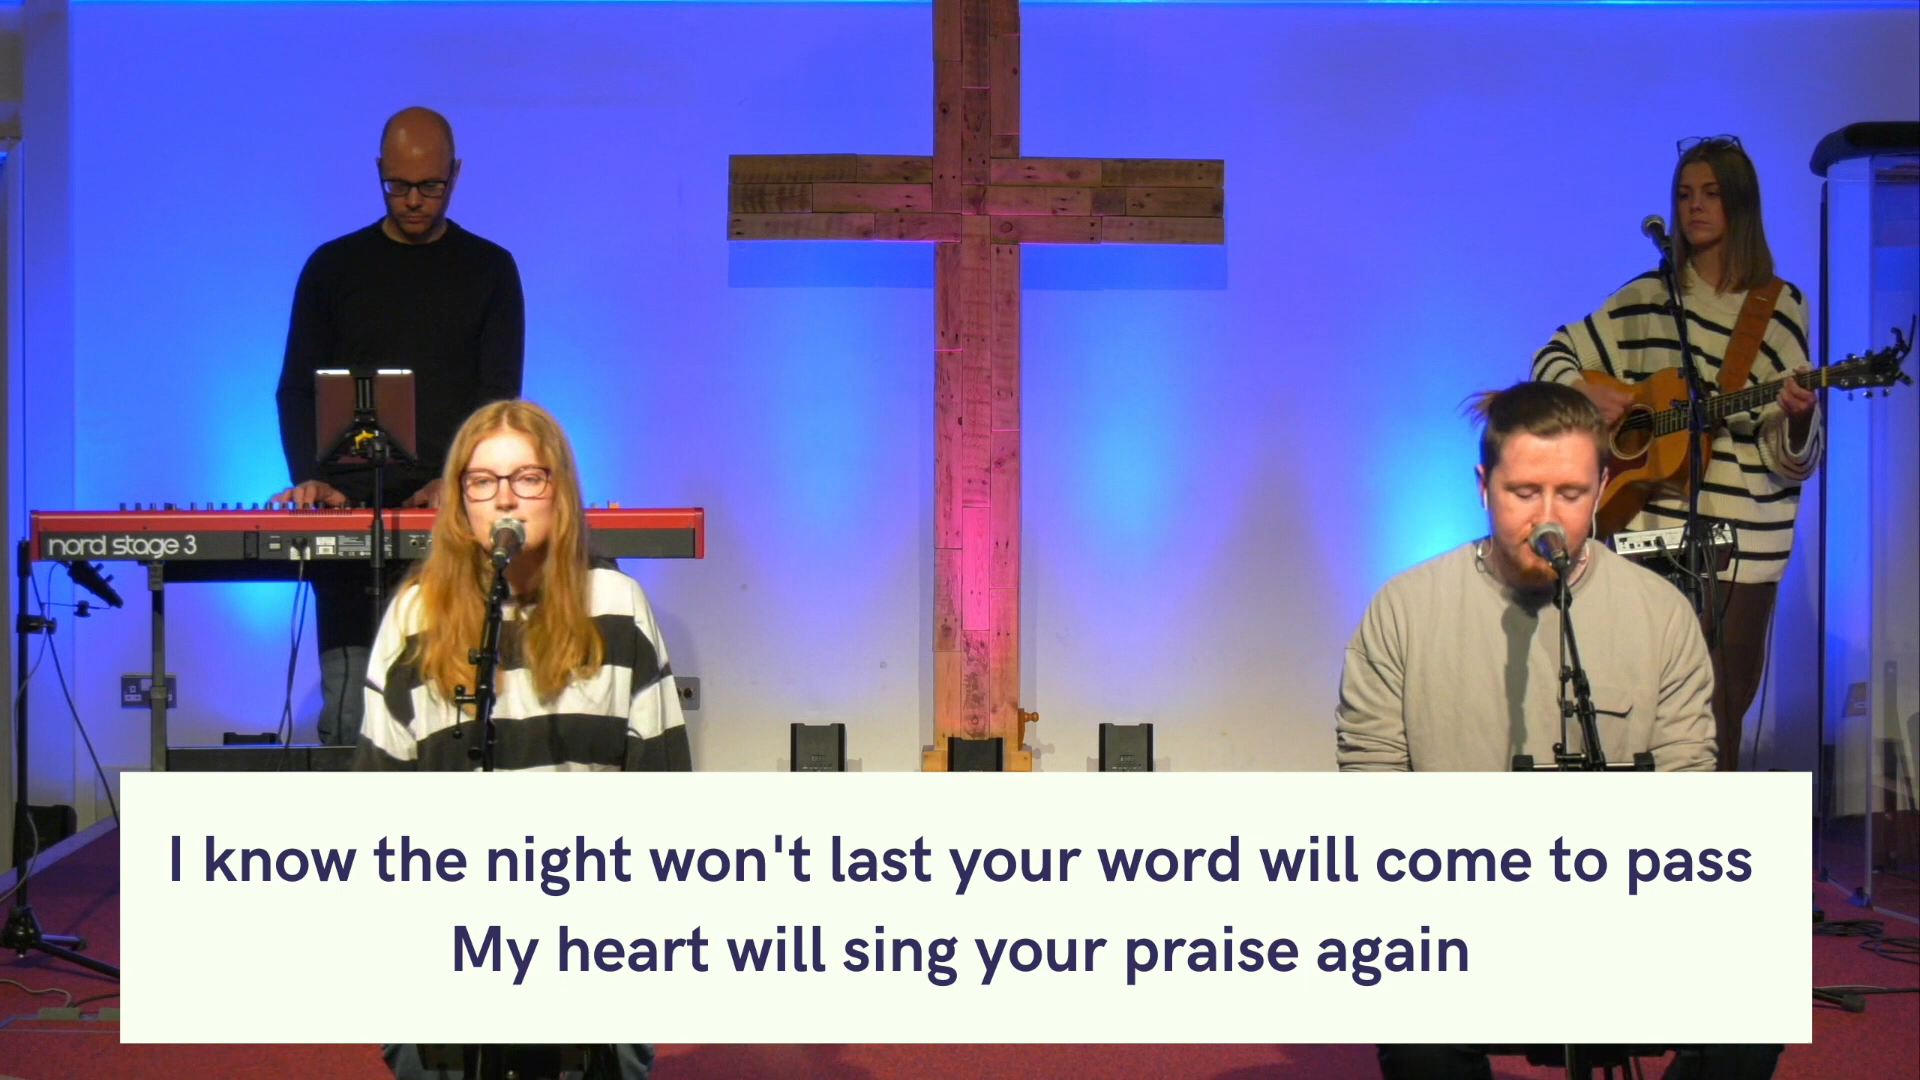 nord stage 3
I know the night won't last your word will come to pass
My heart will sing your praise again